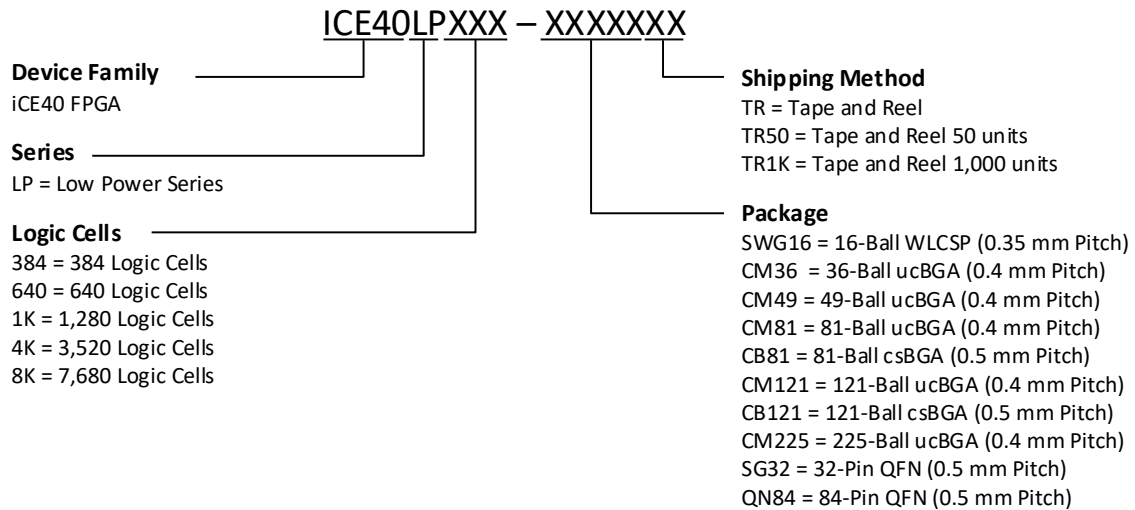 ICE40LPXXX – XXXXXXX
Device Family
iCE40 FPGA
Series
LP = Low Power Series
Logic Cells
384 = 384 Logic Cells
640 = 640 Logic Cells
1K = 1,280 Logic Cells
4K = 3,520 Logic Cells
8K = 7,680 Logic Cells
Shipping Method
TR = Tape and Reel
TR50 = Tape and Reel 50 units
TR1K = Tape and Reel 1,000 units
Package
SWG16 = 16-Ball WLCSP (0.35 mm Pitch)
CM36 = 36-Ball ucBGA (0.4 mm Pitch)
CM49 = 49-Ball ucBGA (0.4 mm Pitch)
CM81 = 81-Ball ucBGA (0.4 mm Pitch)
CB81 = 81-Ball csBGA (0.5 mm Pitch)
CM121 = 121-Ball ucBGA (0.4 mm Pitch)
CB121 = 121-Ball csBGA (0.5 mm Pitch)
CM225 = 225-Ball ucBGA (0.4 mm Pitch)
SG32 = 32-Pin QFN (0.5 mm Pitch)
QN84 = 84-Pin QFN (0.5 mm Pitch)